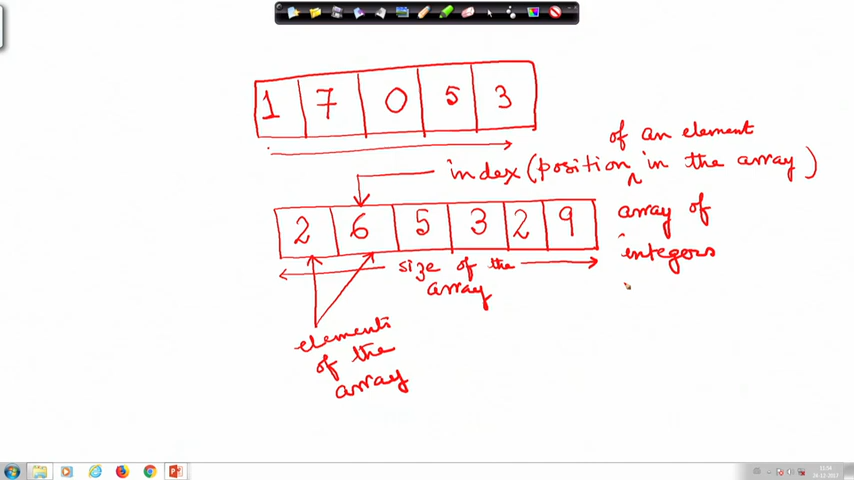 1 7 0 5 3
of an element
index (position ^ in the array)
2 6 5 3 2 9
array of
integers
size of the
array
elements
of the
array